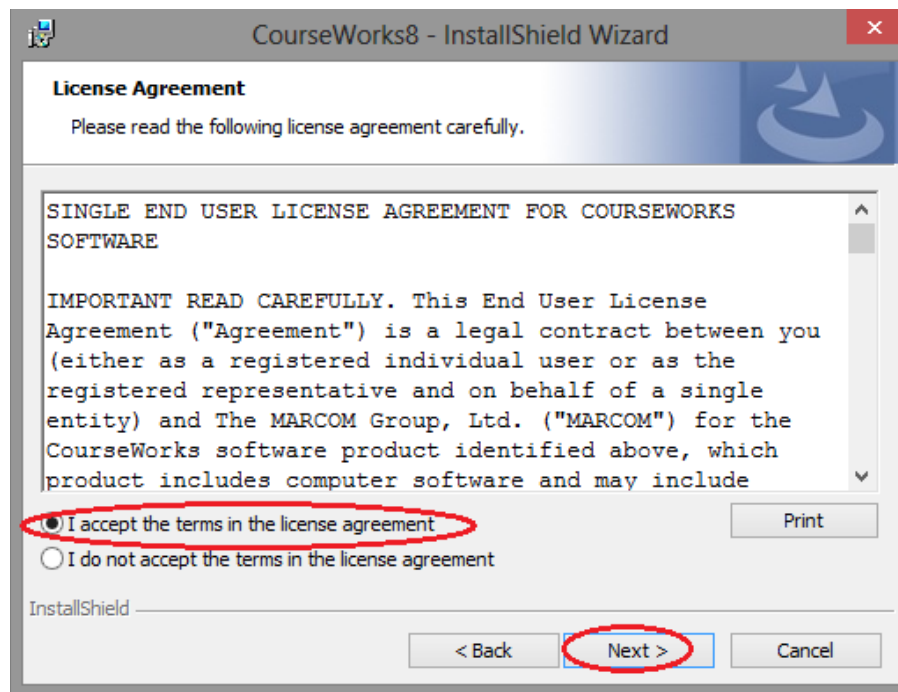 CourseWorks8 - InstallShield Wizard
License Agreement
Please read the following license agreement carefully.
SINGLE END USER LICENSE AGREEMENT FOR COURSEWORKS
SOFTWARE
IMPORTANT READ CAREFULLY. This End User License
Agreement ("Agreement") is a legal contract between you
(either as a registered individual user or as the
registered representative and on behalf of a single
entity) and The MARCOM Group, Ltd. ("MARCOM") for the
CourseWorks software product identified above, which
product includes computer software and may include
I accept the terms in the license agreement
Print
I do not accept the terms in the license agreement
InstallShield
< Back
Next >
Cancel